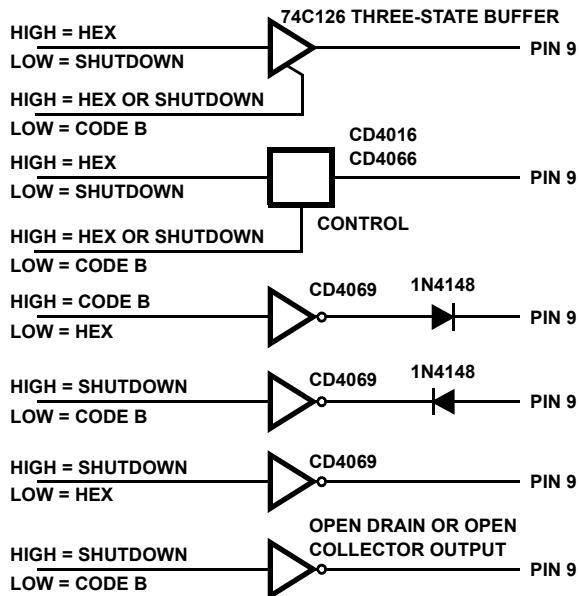 74C126 THREE-STATE BUFFER
HIGH = HEX
LOW = SHUTDOWN
PIN 9
HIGH = HEX OR SHUTDOWN
LOW = CODE B
CD4016
CD4066
HIGH = HEX
LOW = SHUTDOWN
PIN 9
CONTROL
HIGH = HEX OR SHUTDOWN
LOW = CODE B
CD4069
1N4148
HIGH = CODE B
LOW = HEX
PIN 9
CD4069
1N4148
HIGH = SHUTDOWN
LOW = CODE B
PIN 9
CD4069
HIGH = SHUTDOWN
LOW = HEX
PIN 9
OPEN DRAIN OR OPEN
COLLECTOR OUTPUT
HIGH = SHUTDOWN
LOW = CODE B
PIN 9